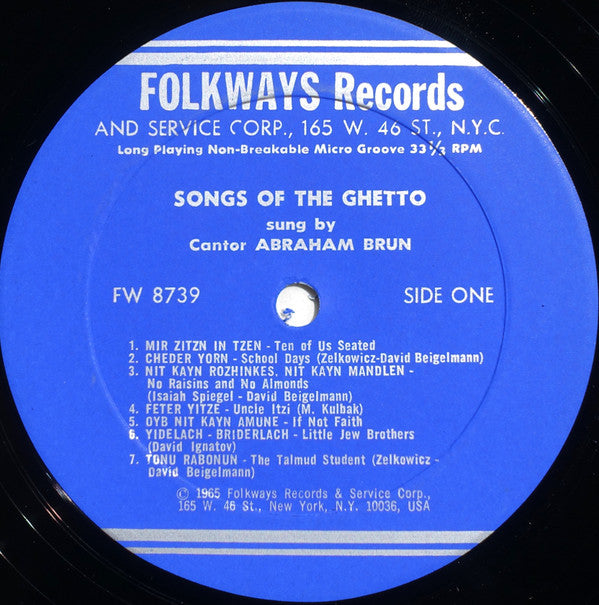 FOLKWAYS Records
AND SERVICE CORP., 165 W. 46 ST., N.Y.C.
Long Playing Non-Breakable Micro Groove 33⅓ RPM
SONGS OF THE GHETTO
sung by
Cantor ABRAHAM BRUN
FW 8739
SIDE ONE
1. MIR ZITZN IN TZEN - Ten of Us Seated
2. CHEDER YORN - School Days (Zelkowicz-David Beigelmann)
3. NIT KAYN ROZHINKES, NIT KAYN MANDLEN -
No Raisins and No Almonds
(Isaiah Spiegel - David Beigelmann)
4. FETER YITZE - Uncle Itzi (M. Kulbak)
5. OYB NIT KAYN AMUNE - If Not Faith
6. YIDELACH - BRIDERLACH - Little Jew Brothers
(David Ignatov)
7. TONU RABONUN - The Talmud Student (Zelkowicz -
David Beigelmann)
© 1965 Folkways Records & Service Corp.,
165 W. 46 St., New York, N.Y. 10036, USA